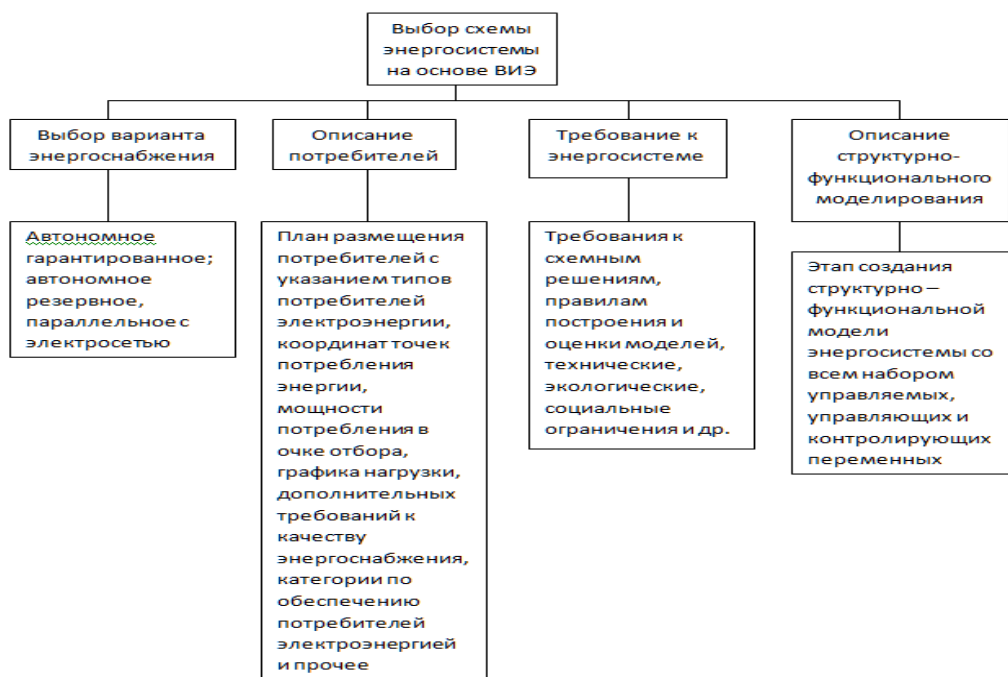 Выбор схемы
энергосистемы
на основе ВИЭ
Выбор варианта
энергоснабжения
Описание
потребителей
Требование к
энергосистеме
Описание
структурно-
функционального
моделирования
Автономное
гарантированное;
автономное
резервное,
параллельное с
электросетью
План размещения
потребителей с
указанием типов
потребителей
электроэнергии,
координат точек
потребления
энергии,
мощности
потребления в
очке отбора,
графика нагрузки,
дополнительных
требований к
качеству
энергоснабжения,
категории по
обеспечению
потребителей
электроэнергией
и прочее
Требования к
схемным
решениям,
правилам
построения и
оценки моделей,
технические,
экологические,
социальные
ограничения и др.
Этап создания
структурно –
функциональной
модели
энергосистемы со
всем набором
управляемых,
управляющих и
контролирующих
переменных